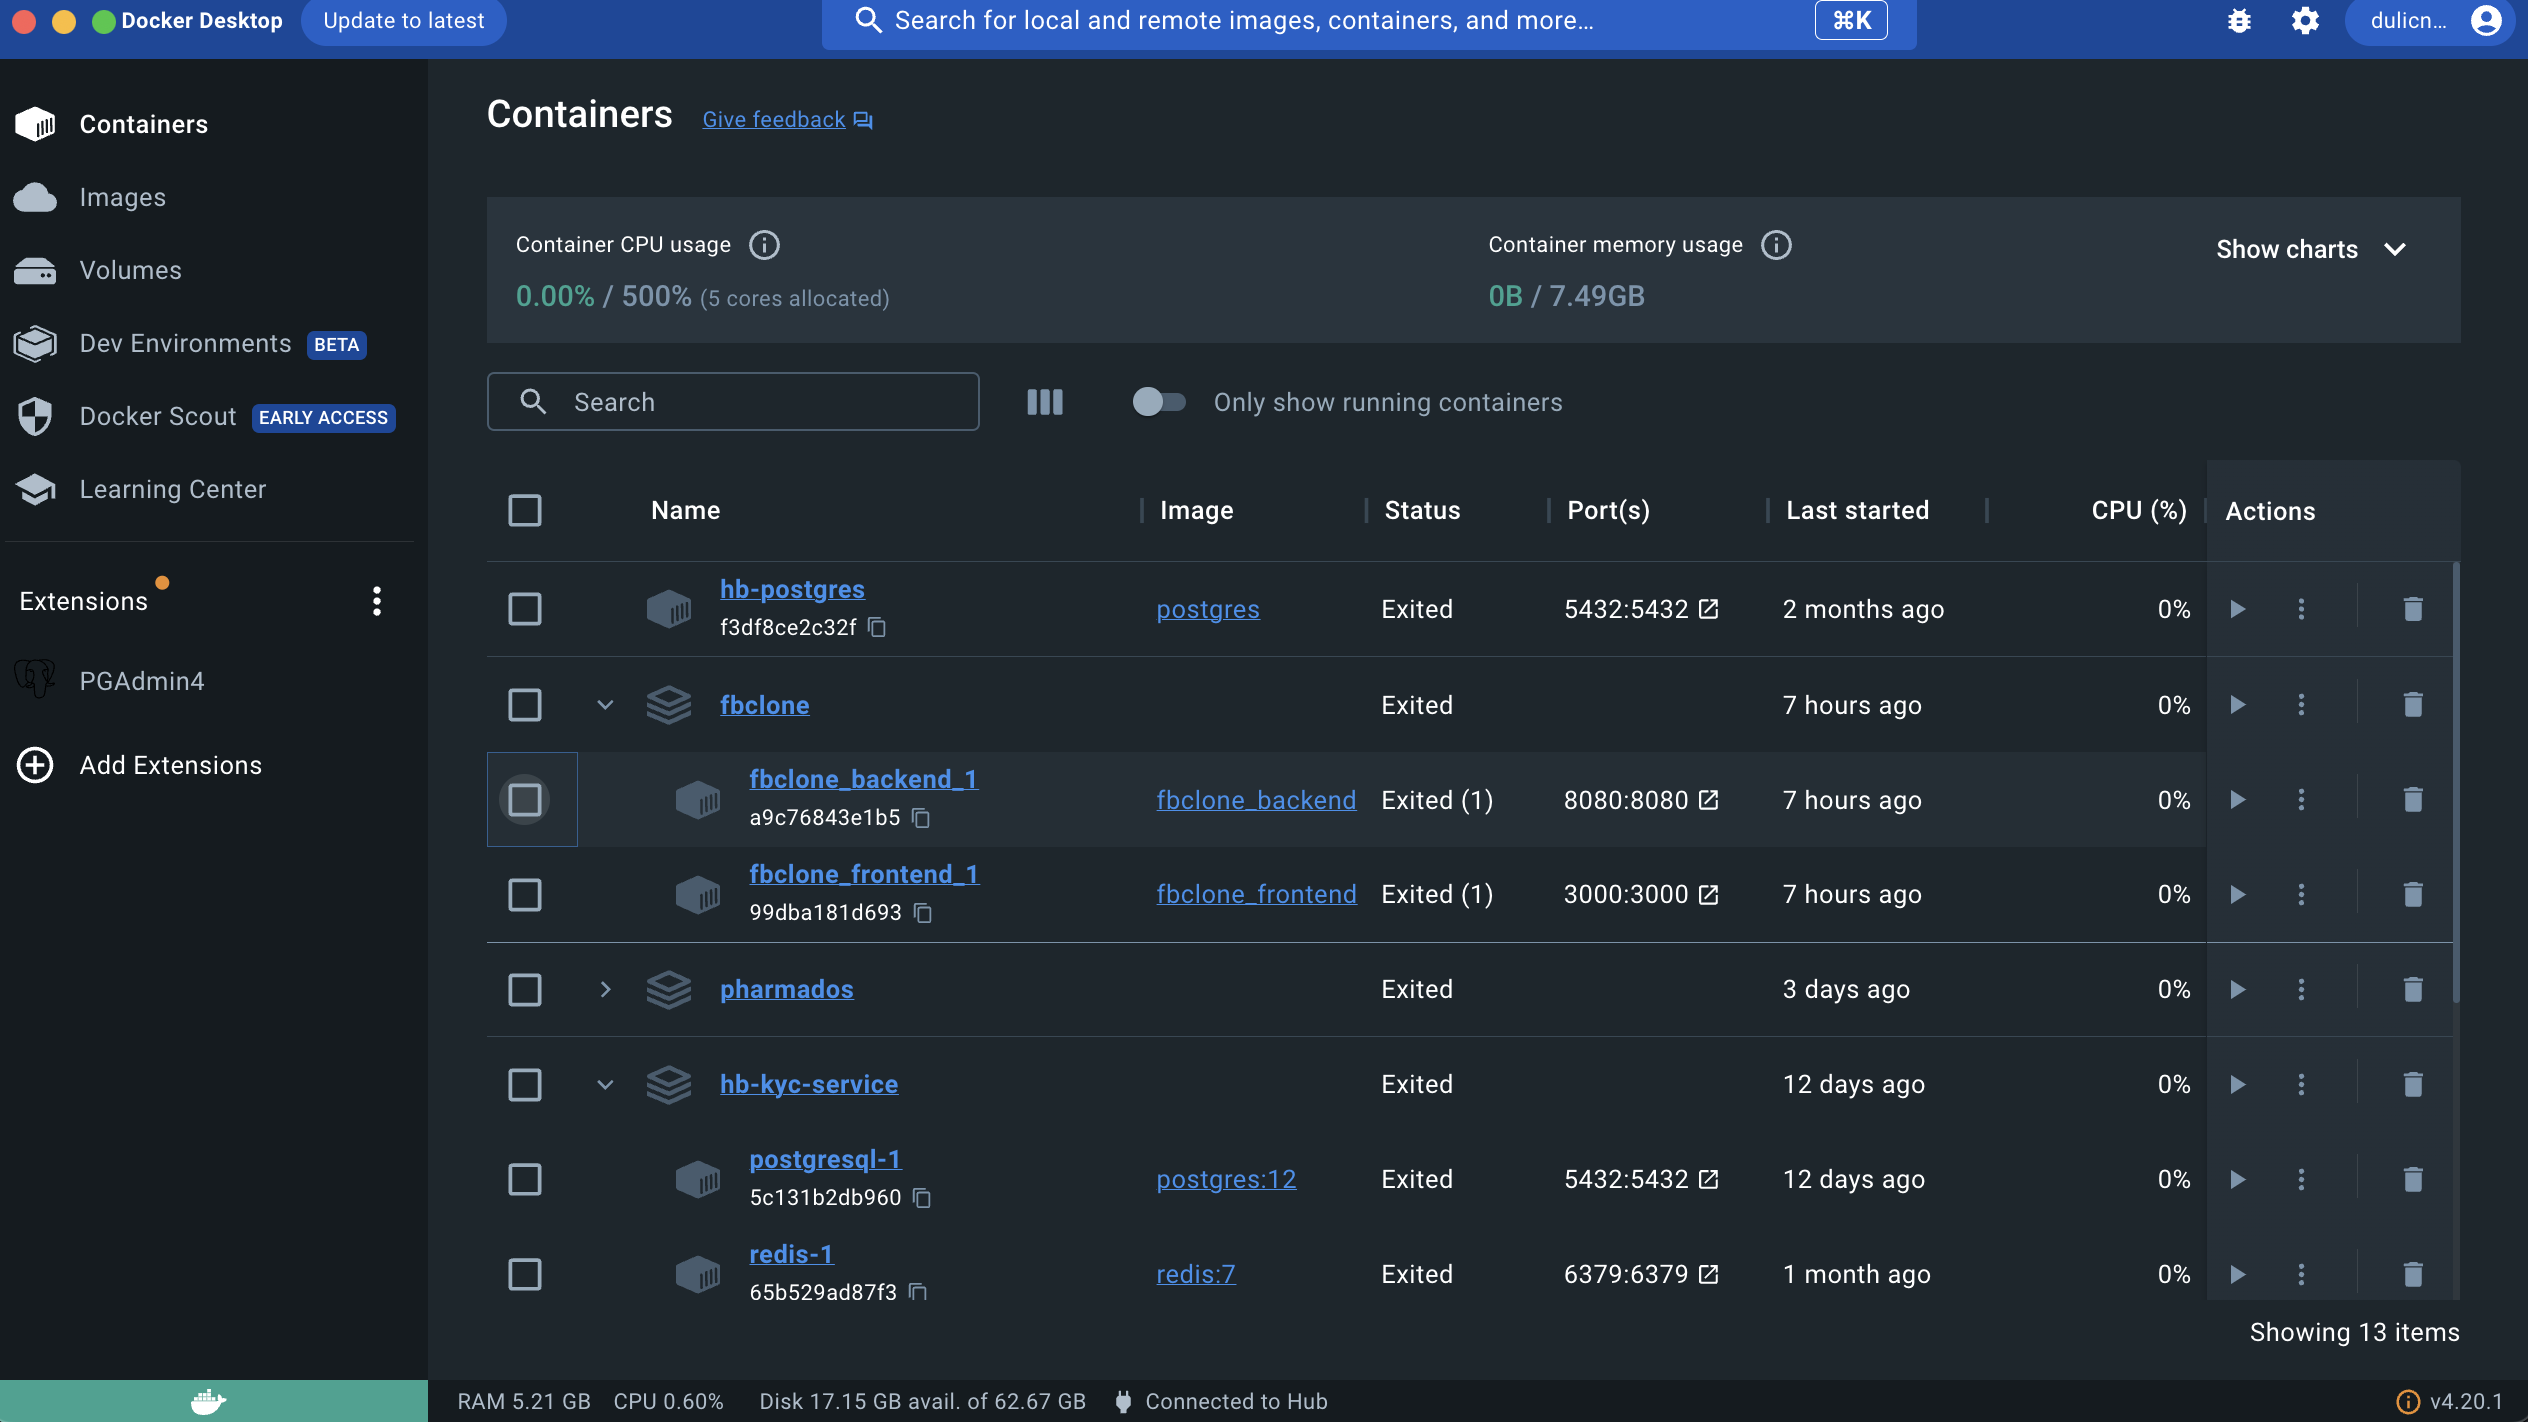 Docker Desktop Update to latest Search for local and remote images, containers, and more... ⌘K dulicn...
Containers
Images
Volumes
Dev Environments BETA
Docker Scout EARLY ACCESS
Learning Center
Extensions
PGAdmin4
Add Extensions
Containers Give feedback
Container CPU usage
0.00% / 500% (5 cores allocated)
Container memory usage
0B / 7.49GB
Show charts
Search Only show running containers
Name Image Status Port(s) Last started CPU (%) Actions
hb-postgres
f3df8ce2c32f
postgres Exited 5432:5432 2 months ago 0%
fbclone Exited 7 hours ago 0%
fbclone_backend_1
a9c76843e1b5
fbclone_backend Exited (1) 8080:8080 7 hours ago 0%
fbclone_frontend_1
99dba181d693
fbclone_frontend Exited (1) 3000:3000 7 hours ago 0%
pharmados Exited 3 days ago 0%
hb-kyc-service Exited 12 days ago 0%
postgresql-1
5c131b2db960
postgres:12 Exited 5432:5432 12 days ago 0%
redis-1
65b529ad87f3
redis:7 Exited 6379:6379 1 month ago 0%
Showing 13 items
RAM 5.21 GB CPU 0.60% Disk 17.15 GB avail. of 62.67 GB Connected to Hub v4.20.1